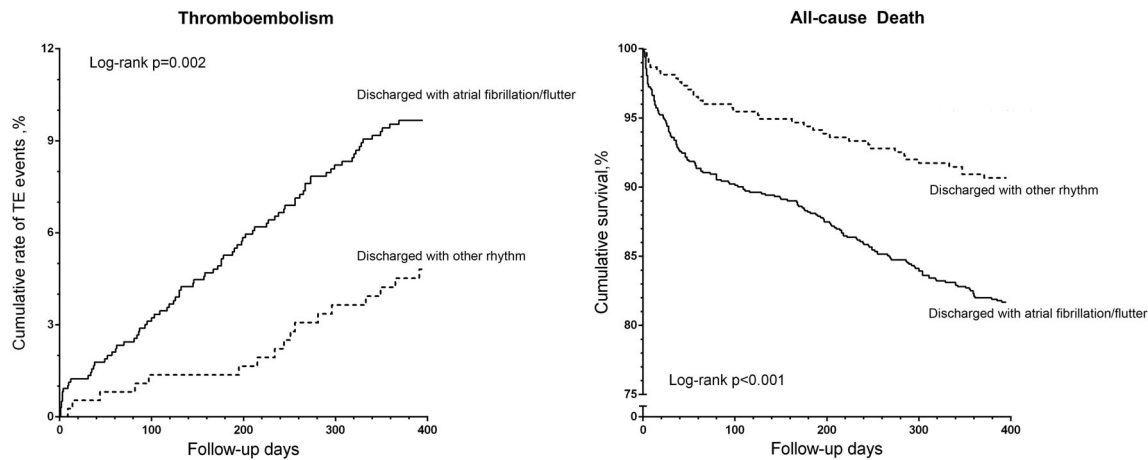 Thromboembolism
12
9
6
3
0
Log-rank p=0.002
Discharged with atrial fibrillation/flutter
Discharged with other rhythm
Cumulative rate of TE events ,%
0 100 200 300 400
Follow-up days
All-cause Death
100
95
90
85
80
75
0
Discharged with other rhythm
Discharged with atrial fibrillation/flutter
Log-rank p<0.001
Cumulative survival,%
0 100 200 300 400
Follow-up days